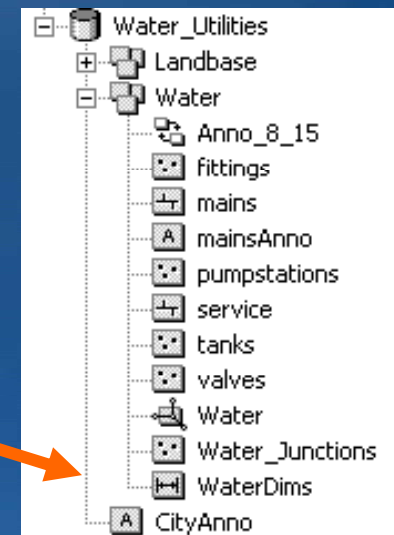 Water_Utilities
Landbase
Water
Anno_8_15
fittings
mains
A mainsAnno
pumpstations
service
tanks
valves
Water
Water_Junctions
WaterDims
A CityAnno